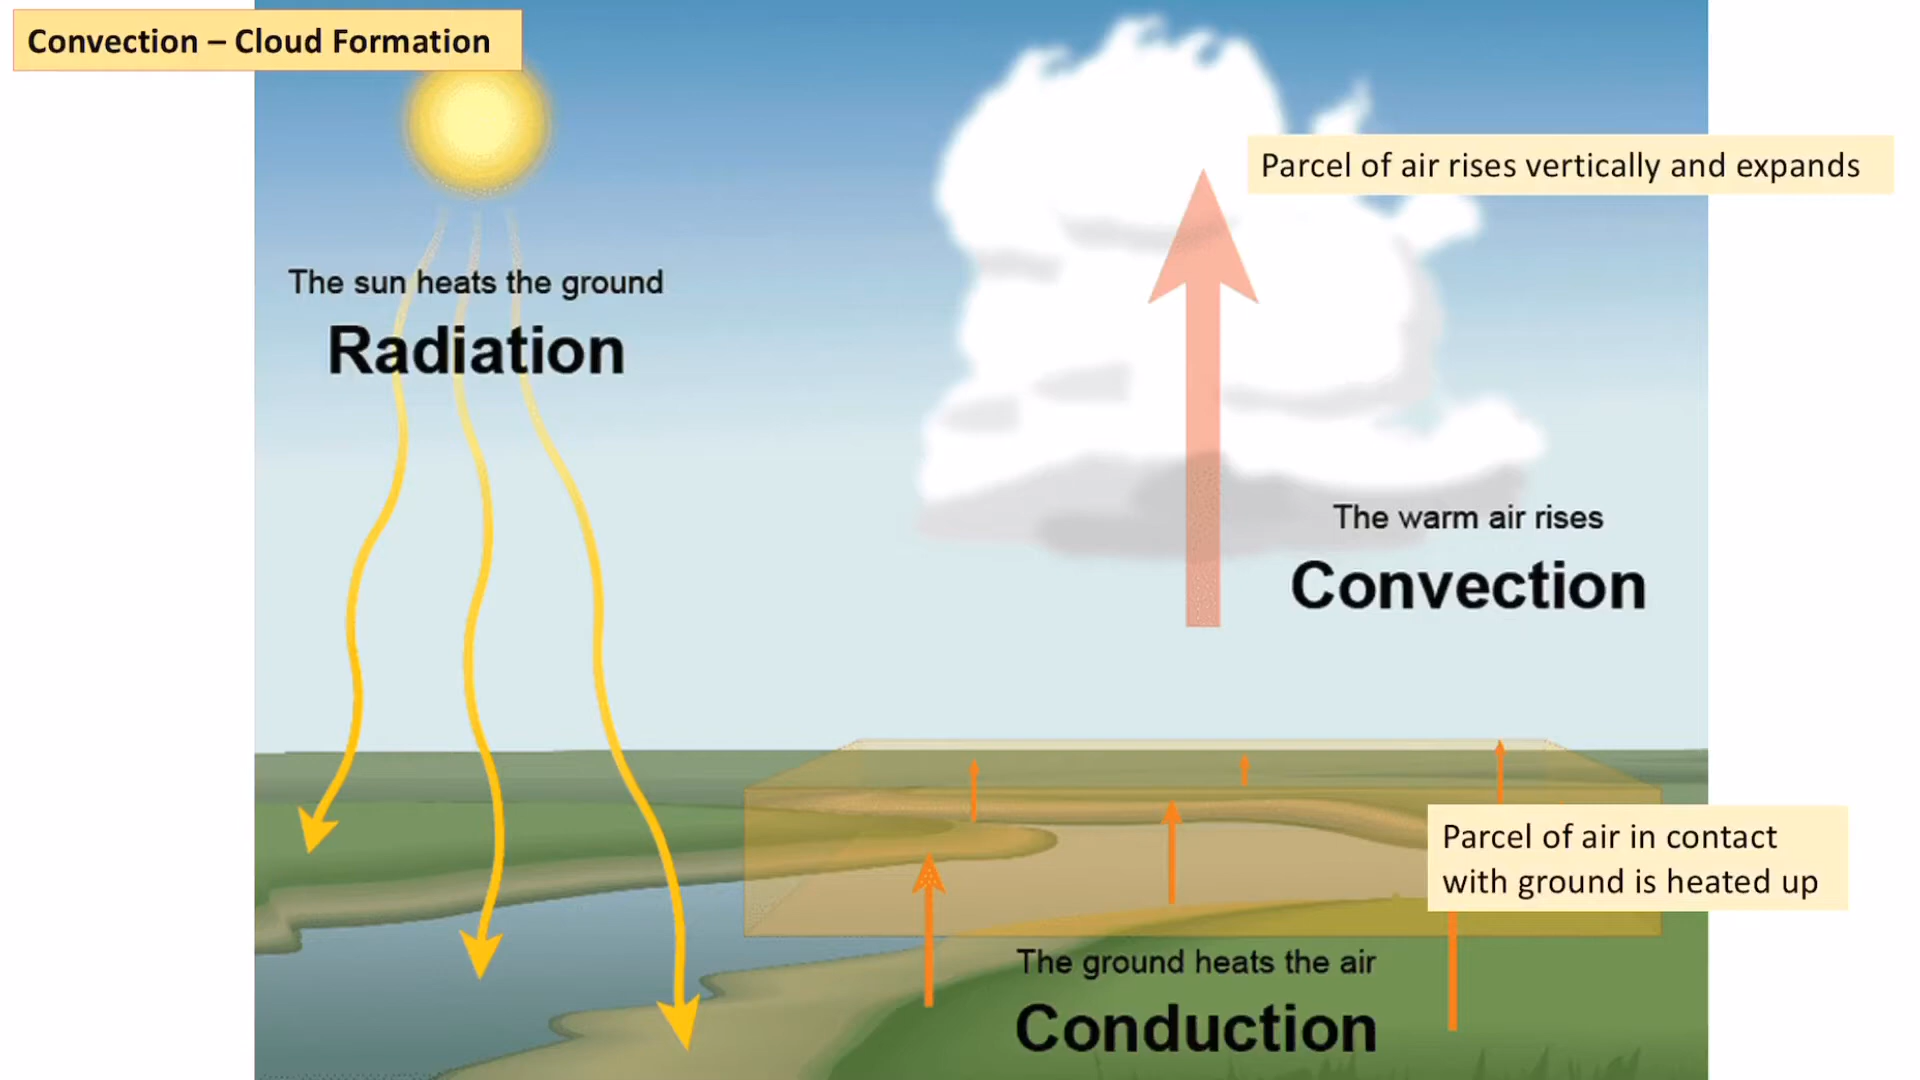 Convection – Cloud Formation
Parcel of air rises vertically and expands
The sun heats the ground
Radiation
The warm air rises
Convection
Parcel of air in contact
with ground is heated up
The ground heats the air
Conduction